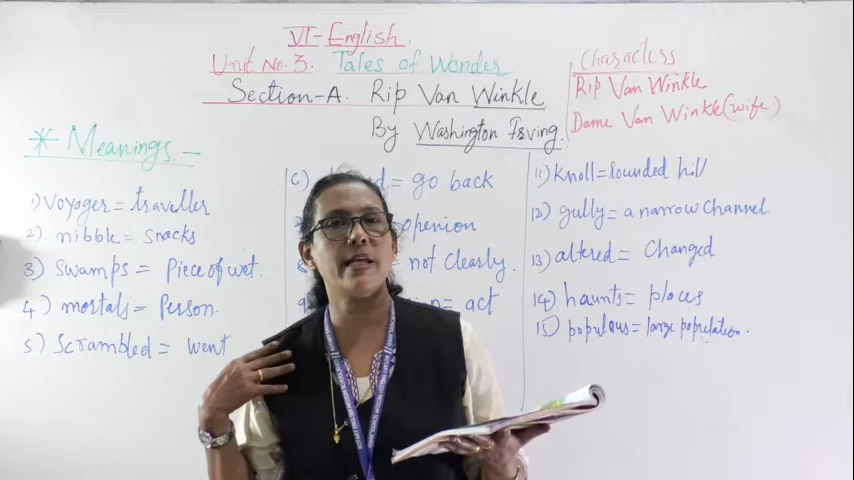 VI-English.
Unit No.3. Tales of Wonder
Section-A. Rip Van Winkle
By Washington Irving.
Characters
Rip Van Winkle
Dame Van Winkle (wife)
* Meanings. -
1) Voyoger = traveller
2) nibble = snacks
3) swamps = Piece of wet.
4) mortals = Person.
5) Scrambled = went
6) = go back
openion
= not Clearly.
= act
11) Knoll = rounded hill
12) gully = a narrow channel.
13) altered = Changed
14) haunts = places
15) populous = large popelation.